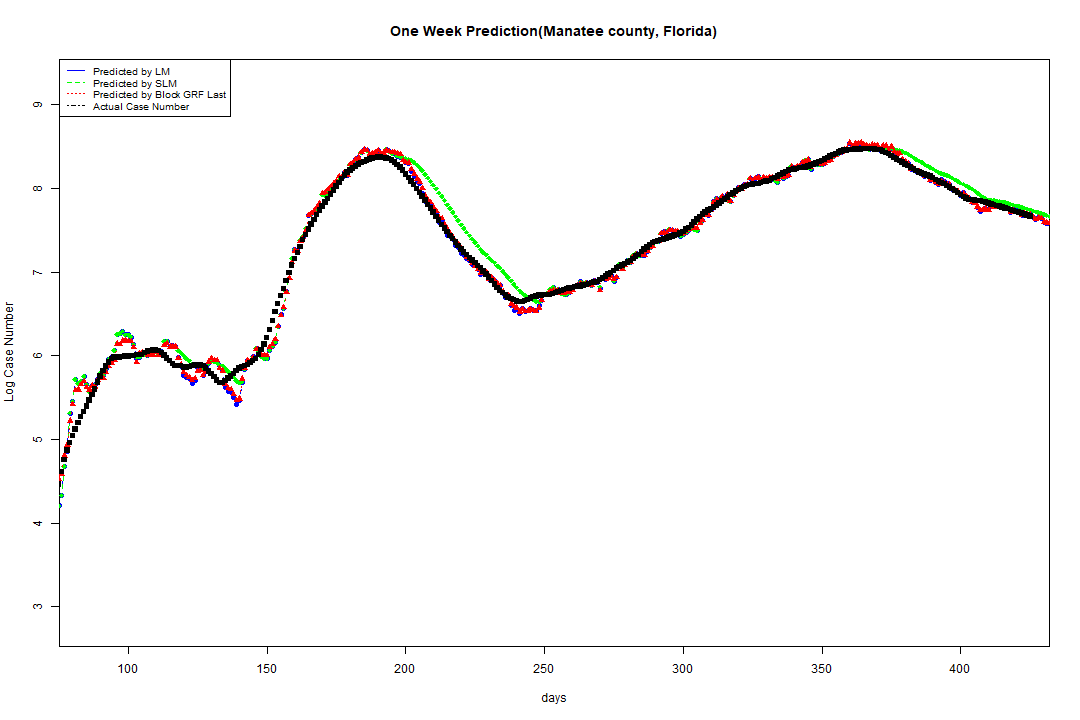 One Week Prediction(Manatee county, Florida)
Predicted by LM
Predicted by SLM
Predicted by Block GRF Last
Actual Case Number
9
8
7
6
5
4
3
Log Case Number
100 150 200 250 300 350 400
days